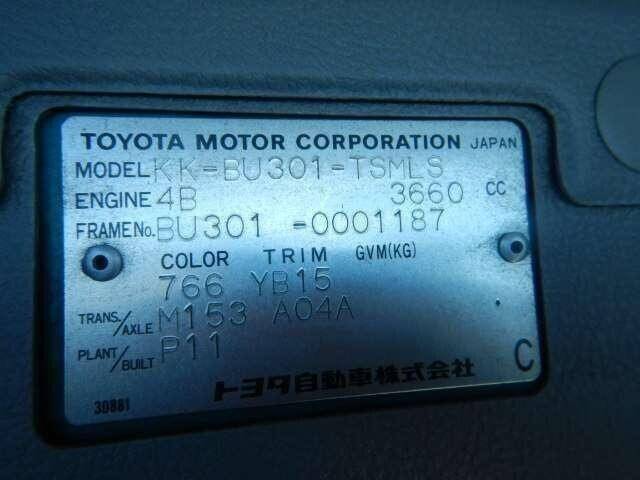 TOYOTA MOTOR CORPORATION JAPAN
MODEL KK-BU301-TSMLS
ENGINE 4B 3660 CC
FRAME No. BU301 -0001187
COLOR TRIM GVM(KG)
766 YB15
TRANS./AXLE M153 A04A
PLANT/BUILT P11
C
トヨタ自動車株式会社
30881